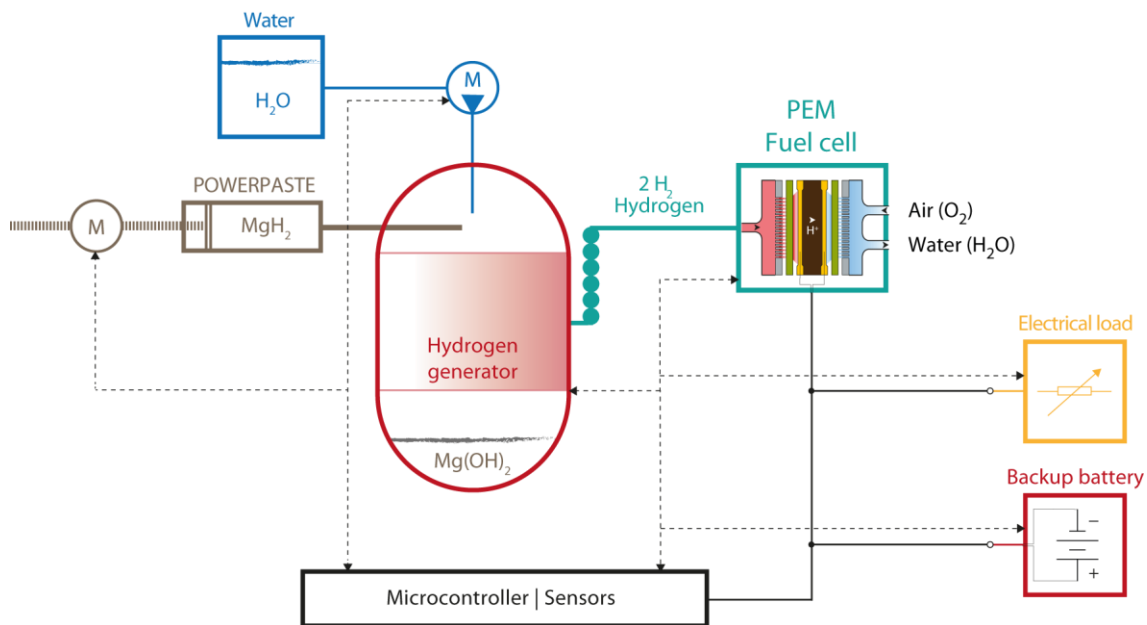 Water
M
H₂O
PEM
Fuel cell
POWERPASTE
2 H₂
Hydrogen
M
MgH₂
H⁺
Air (O₂)
Water (H₂O)
Hydrogen
generator
Electrical load
Mg(OH)₂
Backup battery
−
+
Microcontroller | Sensors